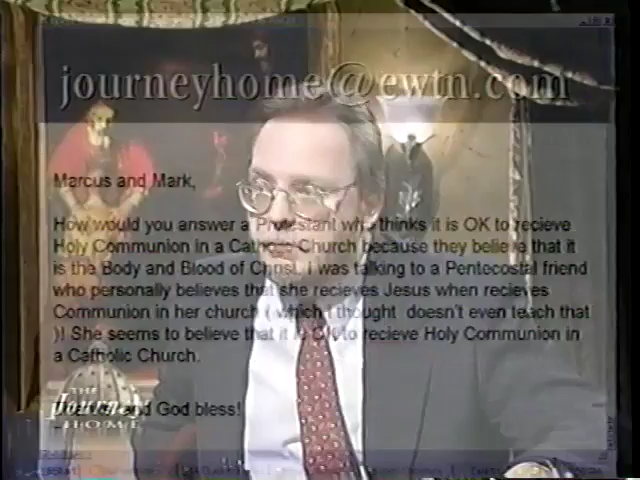 journeyhome@ewtn.com
Marcus and Mark,
How would you answer a Protestant who thinks it is OK to recieve
Holy Communion in a Catholic Church because they believe that it
is the Body and Blood of Christ. I was talking to a Pentecostal friend
who personally believes that she recieves Jesus when recieves
Communion in her church ( which I thought doesn't even teach that
)! She seems to believe that it is OK to recieve Holy Communion in
a Catholic Church.
and God bless!
THE
Journey
HOME